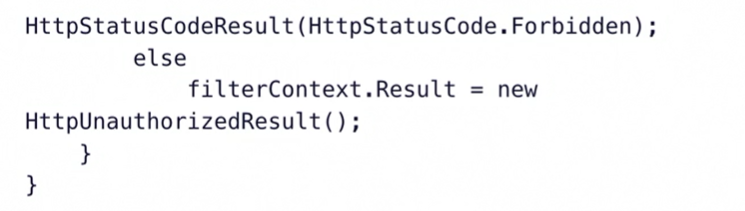 HttpStatusCodeResult(HttpStatusCode.Forbidden);
        else
            filterContext.Result = new
HttpUnauthorizedResult();
    }
}